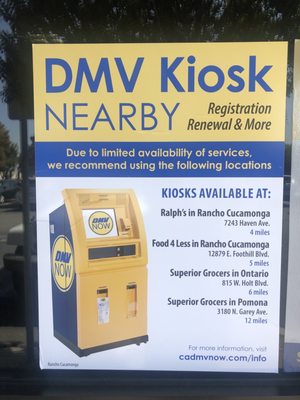 DMV Kiosk
NEARBY
Registration
Renewal & More
Due to limited availability of services,
we recommend using the following locations
KIOSKS AVAILABLE AT:
Ralph's in Rancho Cucamonga
7243 Haven Ave.
4 miles
Food 4 Less in Rancho Cucamonga
12879 E. Foothill Blvd.
5 miles
Superior Grocers in Ontario
815 W. Holt Blvd.
6 miles
Superior Grocers in Pomona
3180 N. Garey Ave.
12 miles
DMV
NOW
DMV
NOW
For more information, visit
cadmvnow.com/info
Rancho Cucamonga